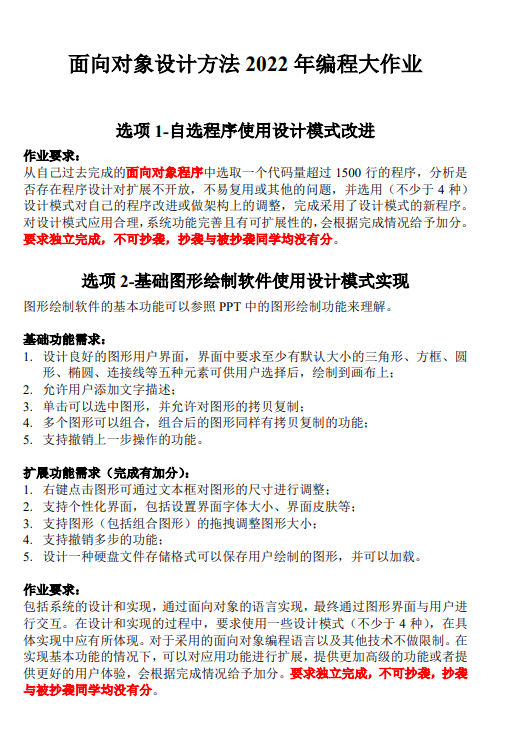 面向对象设计方法 2022 年编程大作业
选项 1-自选程序使用设计模式改进
作业要求：
从自己过去完成的面向对象程序中选取一个代码量超过 1500 行的程序，分析是
否存在程序设计对扩展不开放，不易复用或其他的问题，并选用（不少于 4 种）
设计模式对自己的程序改进或做架构上的调整，完成采用了设计模式的新程序。
对设计模式应用合理，系统功能完善且有可扩展性的，会根据完成情况给予加分。
要求独立完成，不可抄袭，抄袭与被抄袭同学均没有分。
选项 2-基础图形绘制软件使用设计模式实现
图形绘制软件的基本功能可以参照 PPT 中的图形绘制功能来理解。
基础功能需求：
1. 设计良好的图形用户界面，界面中要求至少有默认大小的三角形、方框、圆
形、椭圆、连接线等五种元素可供用户选择后，绘制到画布上；
2. 允许用户添加文字描述；
3. 单击可以选中图形，并允许对图形的拷贝复制；
4. 多个图形可以组合，组合后的图形同样有拷贝复制的功能；
5. 支持撤销上一步操作的功能。
扩展功能需求（完成有加分）：
1. 右键点击图形可通过文本框对图形的尺寸进行调整；
2. 支持个性化界面，包括设置界面字体大小、界面皮肤等；
3. 支持图形（包括组合图形）的拖拽调整图形大小；
4. 支持撤销多步的功能；
5. 设计一种硬盘文件存储格式可以保存用户绘制的图形，并可以加载。
作业要求：
包括系统的设计和实现，通过面向对象的语言实现，最终通过图形界面与用户进
行交互。在设计和实现的过程中，要求使用一些设计模式（不少于 4 种），在具
体实现中应有所体现。对于采用的面向对象编程语言以及其他技术不做限制。在
实现基本功能的情况下，可以对应用功能进行扩展，提供更加高级的功能或者提
供更好的用户体验，会根据完成情况给予加分。要求独立完成，不可抄袭，抄袭
与被抄袭同学均没有分。